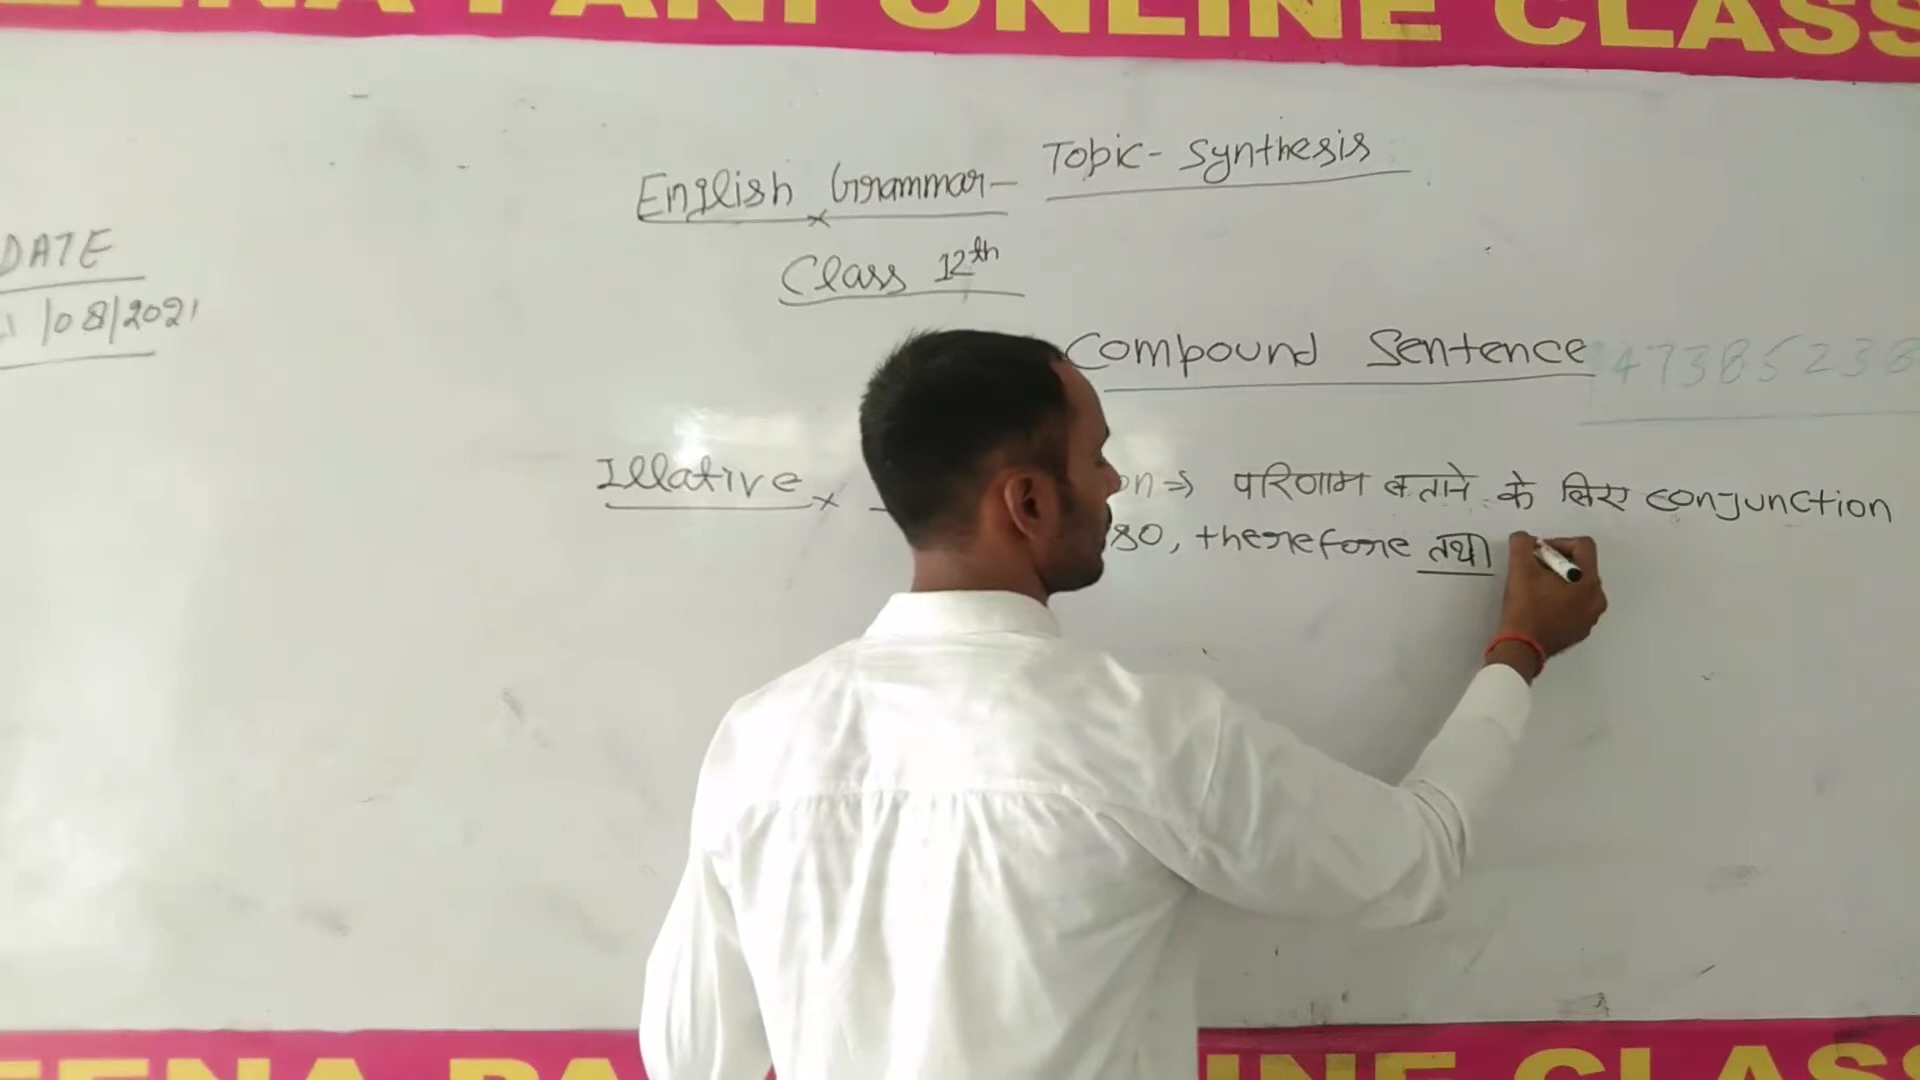 EENA PANI ONLINE CLASS
English Grammar- Topic- Synthesis
Class 12th
DATE
1/08/2021
Compound Sentence
47385238
Illative on ⇒ परिणाम बताने के लिए conjunction
so, therefore तथा
EENA PA INE CLASS